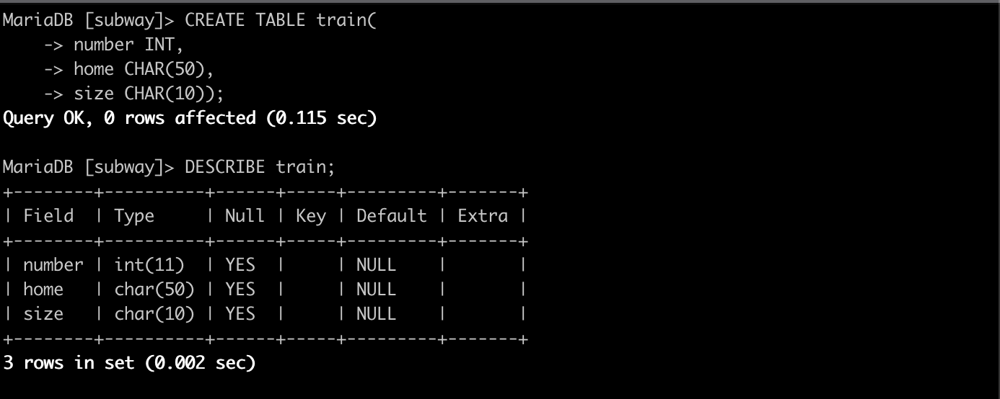 MariaDB [subway]> CREATE TABLE train(
    -> number INT,
    -> home CHAR(50),
    -> size CHAR(10));
Query OK, 0 rows affected (0.115 sec)

MariaDB [subway]> DESCRIBE train;
+--------+----------+------+-----+---------+-------+
| Field  | Type     | Null | Key | Default | Extra |
+--------+----------+------+-----+---------+-------+
| number | int(11)  | YES  |     | NULL    |       |
| home   | char(50) | YES  |     | NULL    |       |
| size   | char(10) | YES  |     | NULL    |       |
+--------+----------+------+-----+---------+-------+
3 rows in set (0.002 sec)